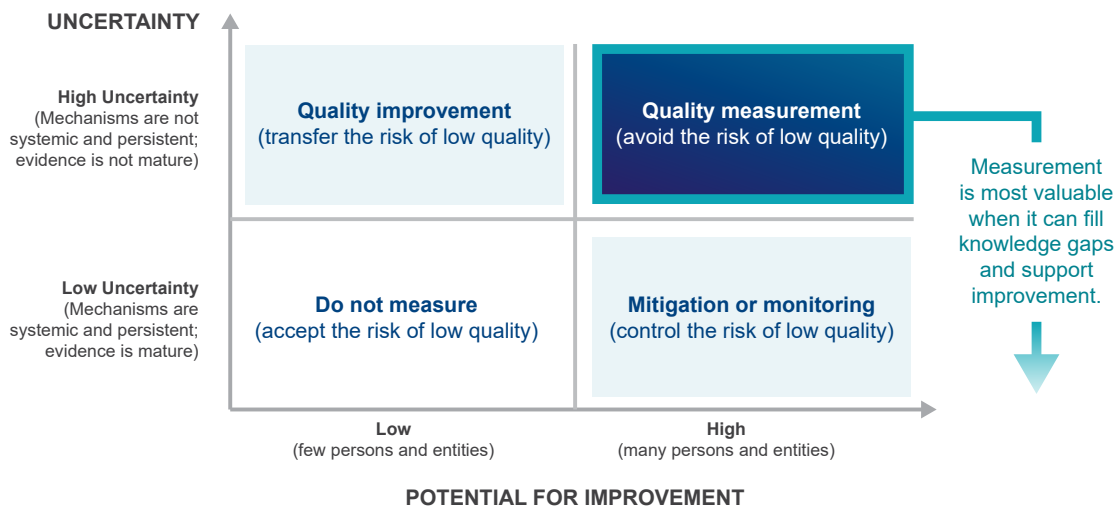 UNCERTAINTY
High Uncertainty
(Mechanisms are not
systemic and persistent;
evidence is not mature)
Quality improvement
(transfer the risk of low quality)
Quality measurement
(avoid the risk of low quality)
Measurement
is most valuable
when it can fill
knowledge gaps
and support
improvement.
Low Uncertainty
(Mechanisms are
systemic and persistent;
evidence is mature)
Do not measure
(accept the risk of low quality)
Mitigation or monitoring
(control the risk of low quality)
Low
(few persons and entities)
High
(many persons and entities)
POTENTIAL FOR IMPROVEMENT